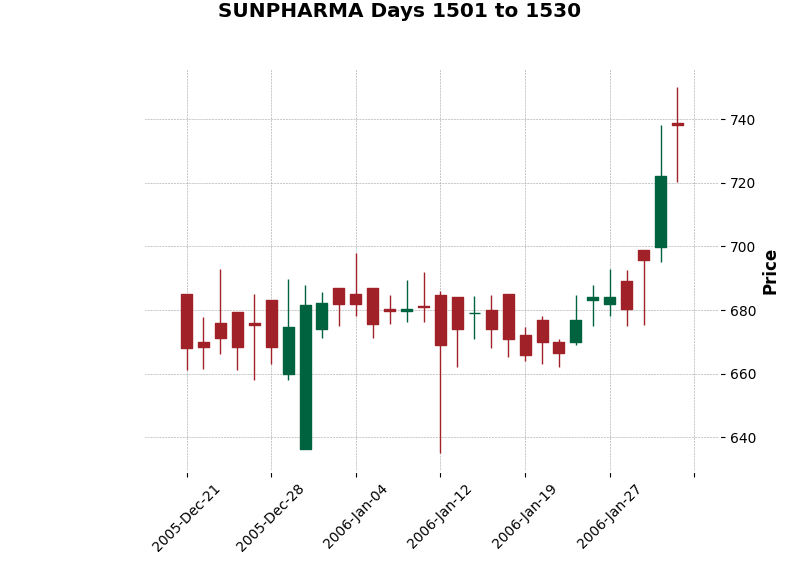 SUNPHARMA Days 1501 to 1530
740
720
700
680
660
640
Price
2005-Dec-21
2005-Dec-28
2006-Jan-04
2006-Jan-12
2006-Jan-19
2006-Jan-27